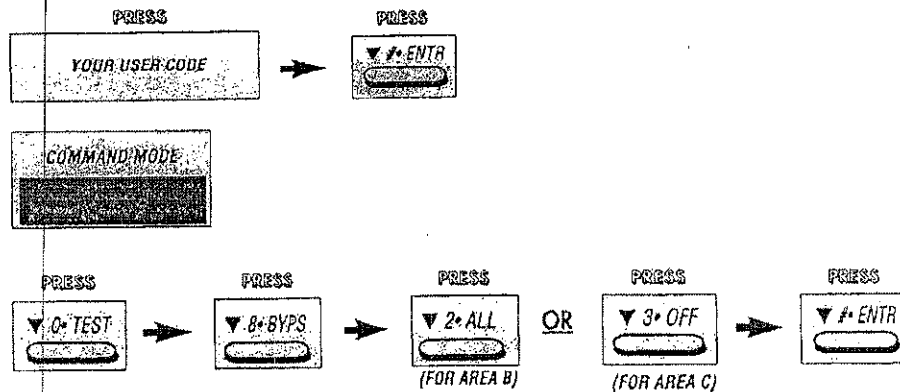 PRESS PRESS
YOUR USER CODE ▼ #• ENTR
COMMAND MODE
PRESS PRESS PRESS PRESS PRESS
▼ 0• TEST ▼ 8• BYPS ▼ 2• ALL OR ▼ 3• OFF ▼ #• ENTR
(FOR AREA B) (FOR AREA C)